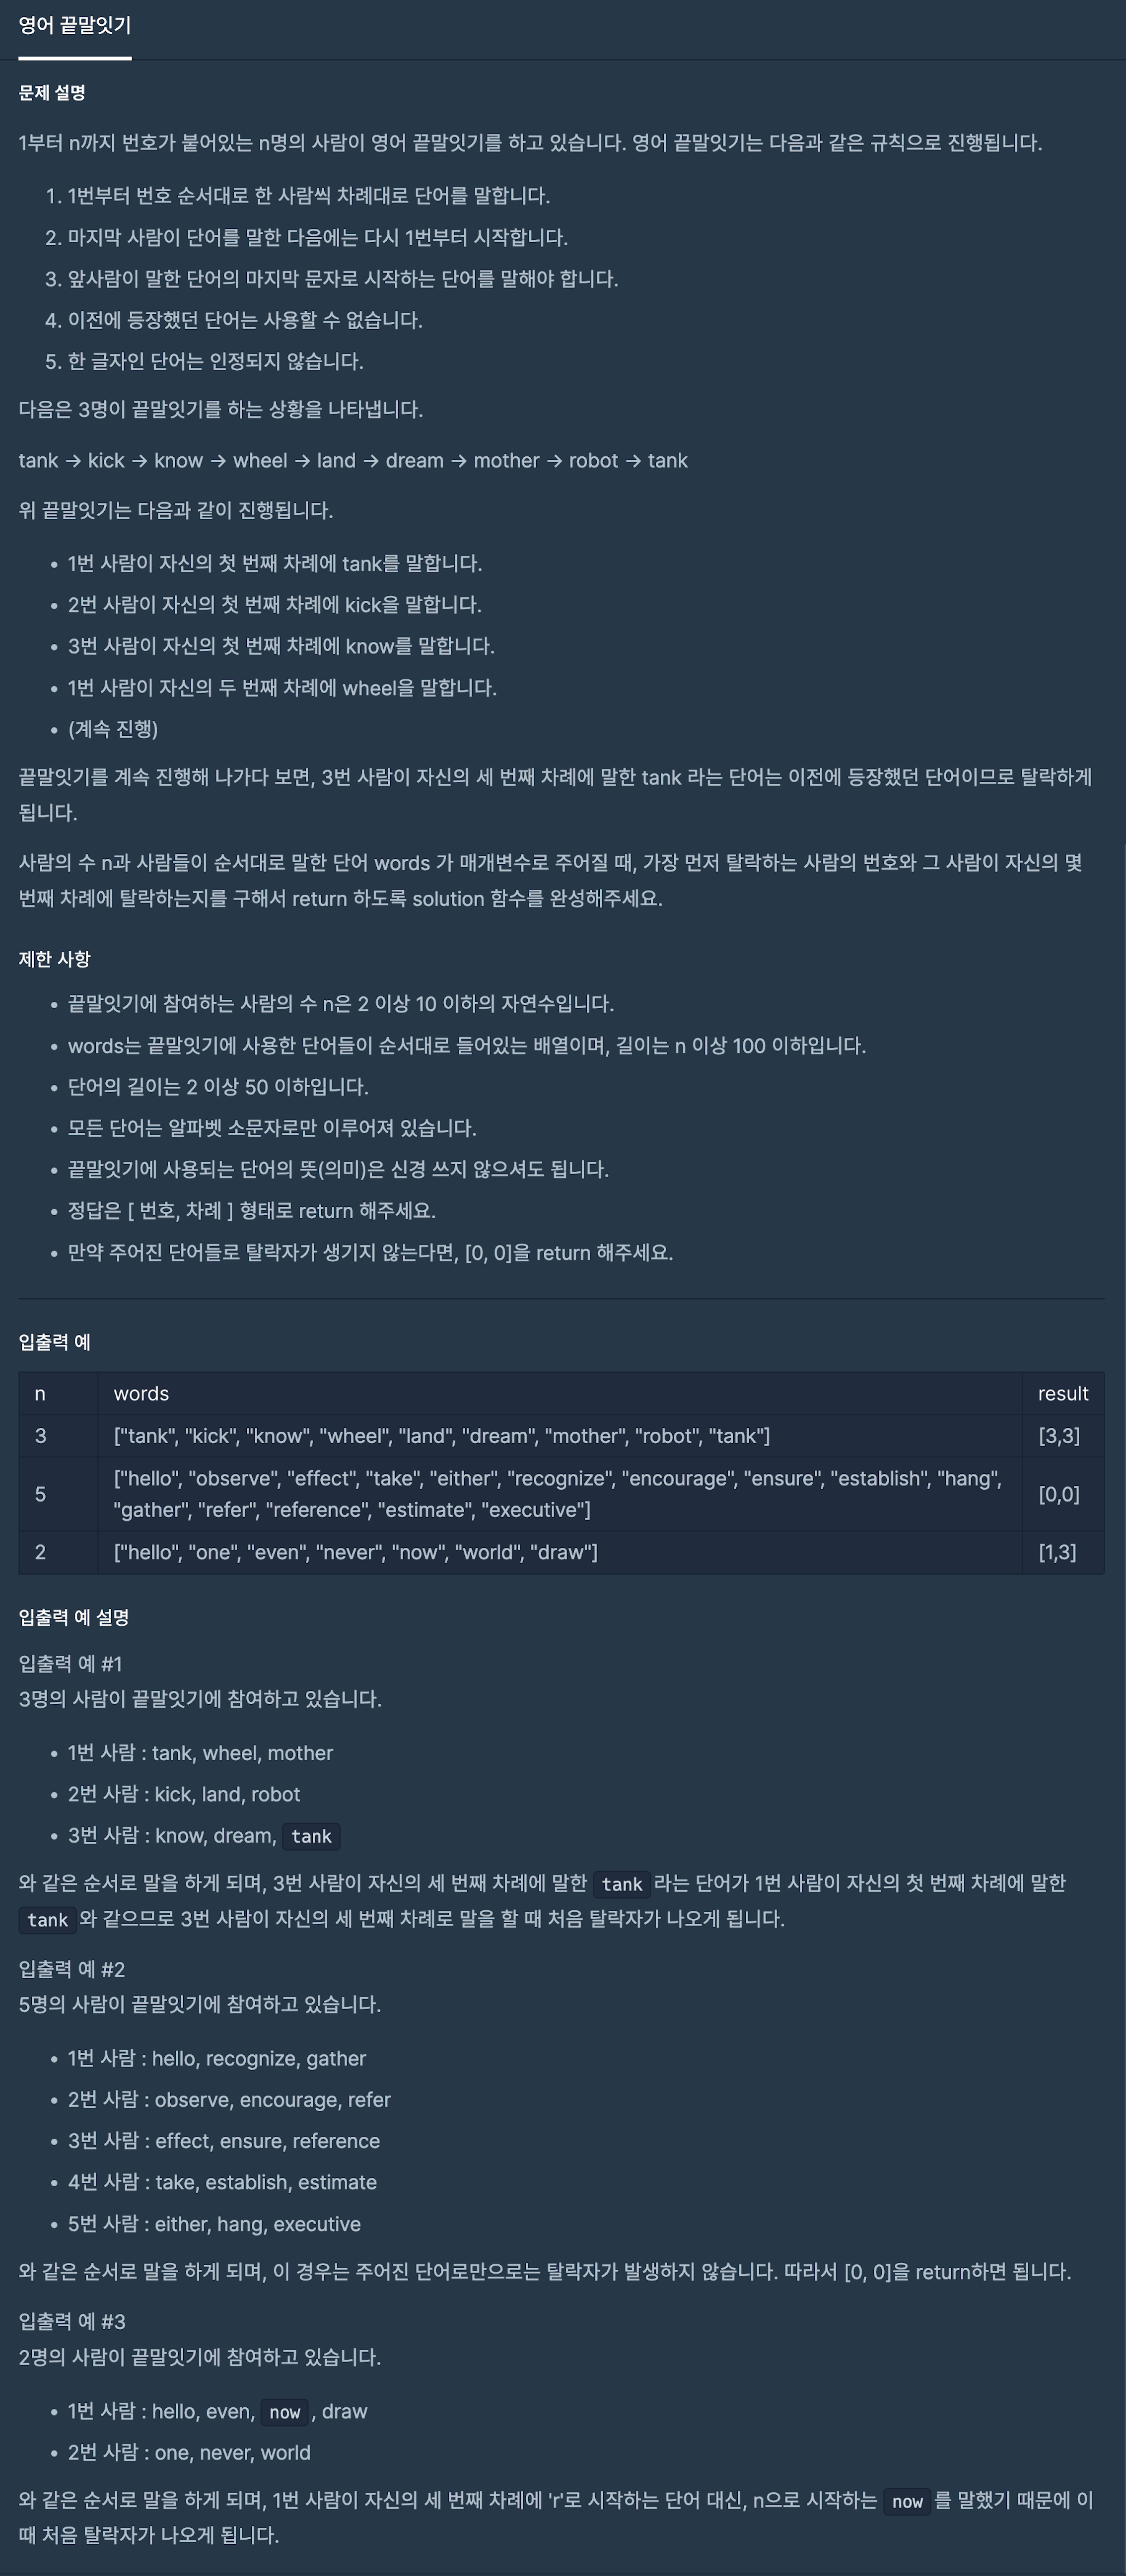 영어 끝말잇기
문제 설명
1부터 n까지 번호가 붙어있는 n명의 사람이 영어 끝말잇기를 하고 있습니다. 영어 끝말잇기는 다음과 같은 규칙으로 진행됩니다.
1. 1번부터 번호 순서대로 한 사람씩 차례대로 단어를 말합니다.
2. 마지막 사람이 단어를 말한 다음에는 다시 1번부터 시작합니다.
3. 앞사람이 말한 단어의 마지막 문자로 시작하는 단어를 말해야 합니다.
4. 이전에 등장했던 단어는 사용할 수 없습니다.
5. 한 글자인 단어는 인정되지 않습니다.
다음은 3명이 끝말잇기를 하는 상황을 나타냅니다.
tank → kick → know → wheel → land → dream → mother → robot → tank
위 끝말잇기는 다음과 같이 진행됩니다.
• 1번 사람이 자신의 첫 번째 차례에 tank를 말합니다.
• 2번 사람이 자신의 첫 번째 차례에 kick을 말합니다.
• 3번 사람이 자신의 첫 번째 차례에 know를 말합니다.
• 1번 사람이 자신의 두 번째 차례에 wheel을 말합니다.
• (계속 진행)
끝말잇기를 계속 진행해 나가다 보면, 3번 사람이 자신의 세 번째 차례에 말한 tank 라는 단어는 이전에 등장했던 단어이므로 탈락하게
됩니다.
사람의 수 n과 사람들이 순서대로 말한 단어 words 가 매개변수로 주어질 때, 가장 먼저 탈락하는 사람의 번호와 그 사람이 자신의 몇
번째 차례에 탈락하는지를 구해서 return 하도록 solution 함수를 완성해주세요.
제한 사항
• 끝말잇기에 참여하는 사람의 수 n은 2 이상 10 이하의 자연수입니다.
• words는 끝말잇기에 사용한 단어들이 순서대로 들어있는 배열이며, 길이는 n 이상 100 이하입니다.
• 단어의 길이는 2 이상 50 이하입니다.
• 모든 단어는 알파벳 소문자로만 이루어져 있습니다.
• 끝말잇기에 사용되는 단어의 뜻(의미)은 신경 쓰지 않으셔도 됩니다.
• 정답은 [ 번호, 차례 ] 형태로 return 해주세요.
• 만약 주어진 단어들로 탈락자가 생기지 않는다면, [0, 0]을 return 해주세요.
입출력 예
n words result
3 ["tank", "kick", "know", "wheel", "land", "dream", "mother", "robot", "tank"] [3,3]
5 ["hello", "observe", "effect", "take", "either", "recognize", "encourage", "ensure", "establish", "hang",
"gather", "refer", "reference", "estimate", "executive"] [0,0]
2 ["hello", "one", "even", "never", "now", "world", "draw"] [1,3]
입출력 예 설명
입출력 예 #1
3명의 사람이 끝말잇기에 참여하고 있습니다.
• 1번 사람 : tank, wheel, mother
• 2번 사람 : kick, land, robot
• 3번 사람 : know, dream, tank
와 같은 순서로 말을 하게 되며, 3번 사람이 자신의 세 번째 차례에 말한 tank 라는 단어가 1번 사람이 자신의 첫 번째 차례에 말한
tank 와 같으므로 3번 사람이 자신의 세 번째 차례로 말을 할 때 처음 탈락자가 나오게 됩니다.
입출력 예 #2
5명의 사람이 끝말잇기에 참여하고 있습니다.
• 1번 사람 : hello, recognize, gather
• 2번 사람 : observe, encourage, refer
• 3번 사람 : effect, ensure, reference
• 4번 사람 : take, establish, estimate
• 5번 사람 : either, hang, executive
와 같은 순서로 말을 하게 되며, 이 경우는 주어진 단어로만으로는 탈락자가 발생하지 않습니다. 따라서 [0, 0]을 return하면 됩니다.
입출력 예 #3
2명의 사람이 끝말잇기에 참여하고 있습니다.
• 1번 사람 : hello, even, now , draw
• 2번 사람 : one, never, world
와 같은 순서로 말을 하게 되며, 1번 사람이 자신의 세 번째 차례에 'r'로 시작하는 단어 대신, n으로 시작하는 now 를 말했기 때문에 이
때 처음 탈락자가 나오게 됩니다.